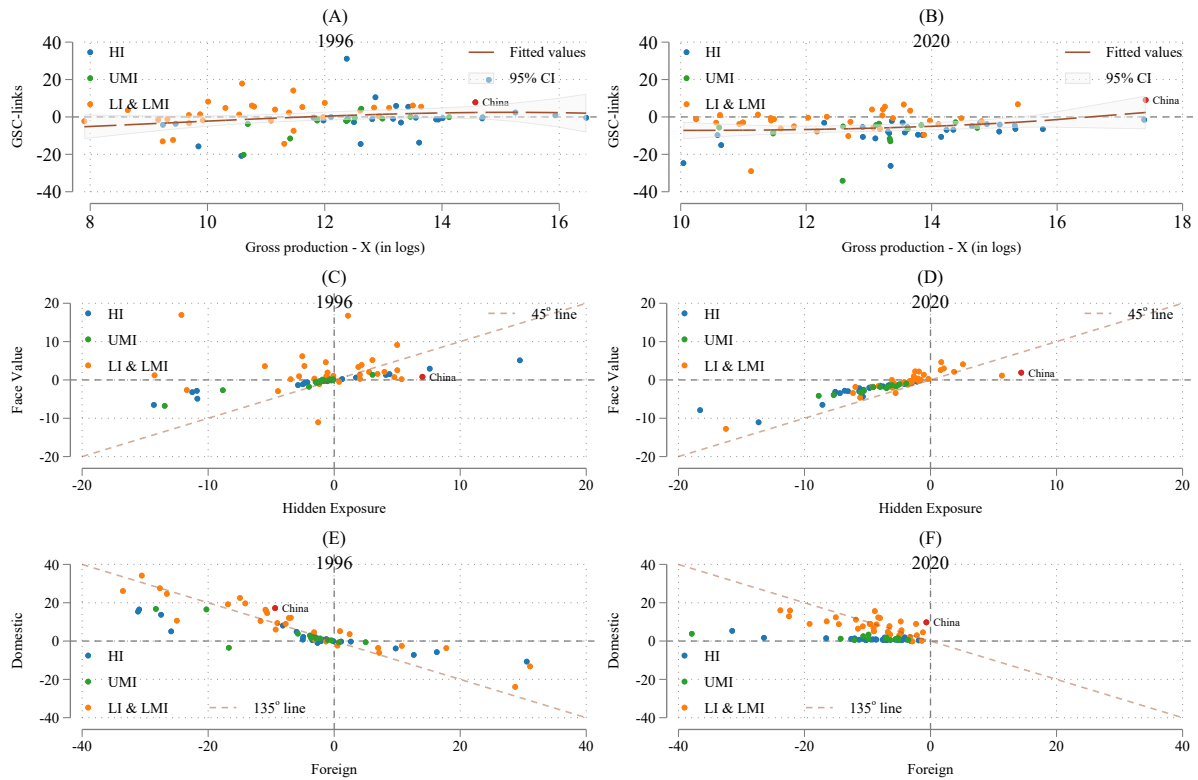 (A)
1996
GSC-links
40
20
0
-20
-40
HI
UMI
LI & LMI
Fitted values
95% CI
China
8
10
12
14
16
Gross production - X (in logs)
(B)
2020
GSC-links
40
20
0
-20
-40
HI
UMI
LI & LMI
Fitted values
95% CI
China
10
12
14
16
18
Gross production - X (in logs)
(C)
1996
Face Value
20
10
0
-10
-20
HI
UMI
LI & LMI
45° line
China
-20
-10
0
10
20
Hidden Exposure
(D)
2020
Face Value
20
10
0
-10
-20
HI
UMI
LI & LMI
45° line
China
-20
-10
0
10
20
Hidden Exposure
(E)
1996
Domestic
40
20
0
-20
-40
China
HI
UMI
LI & LMI
135° line
-40
-20
0
20
40
Foreign
(F)
2020
Domestic
40
20
0
-20
-40
China
HI
UMI
LI & LMI
135° line
-40
-20
0
20
40
Foreign